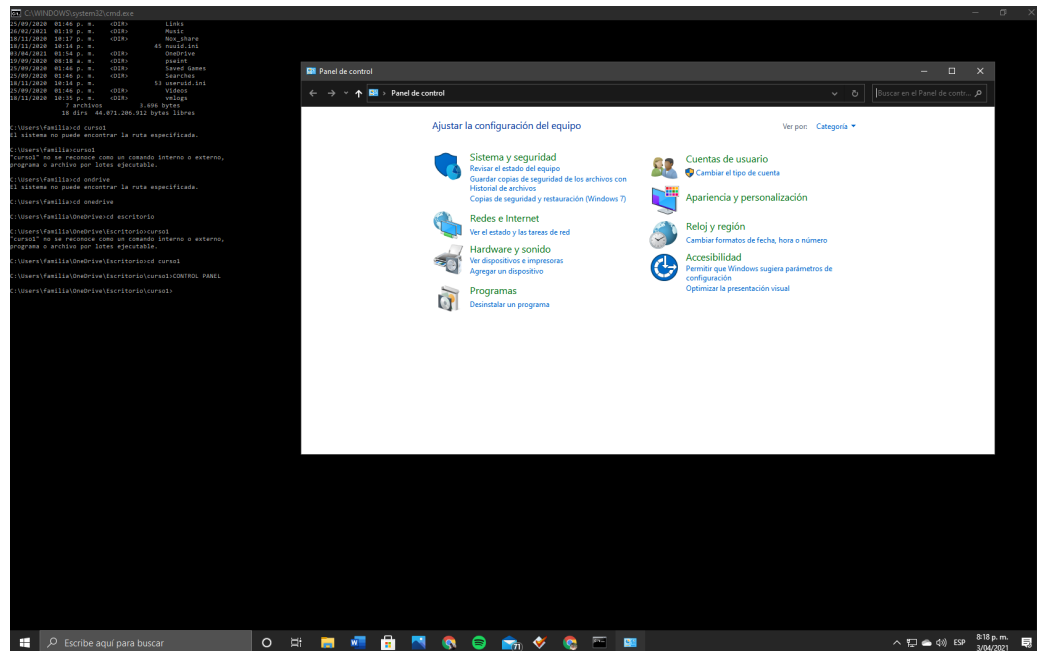 C:\WINDOWS\system32\cmd.exe
25/09/2020 01:46 p. m. <DIR> Links
26/02/2021 01:19 p. m. <DIR> Music
18/11/2020 10:17 p. m. <DIR> Nox_share
18/11/2020 10:14 p. m. 45 nuuid.ini
03/04/2021 01:54 p. m. <DIR> OneDrive
19/09/2020 08:18 a. m. <DIR> pseint
25/09/2020 01:46 p. m. <DIR> Saved Games
25/09/2020 01:46 p. m. <DIR> Searches
18/11/2020 10:14 p. m. 53 useruid.ini
25/09/2020 01:46 p. m. <DIR> Videos
18/11/2020 10:35 p. m. <DIR> vmlogs
7 archivos 3.696 bytes
18 dirs 44.071.206.912 bytes libres
C:\Users\familia>cd curso1
El sistema no puede encontrar la ruta especificada.
C:\Users\familia>curso1
"curso1" no se reconoce como un comando interno o externo,
programa o archivo por lotes ejecutable.
C:\Users\familia>cd ondrive
El sistema no puede encontrar la ruta especificada.
C:\Users\familia>cd onedrive
C:\Users\familia\OneDrive>cd escritorio
C:\Users\familia\OneDrive\Escritorio>curso1
"curso1" no se reconoce como un comando interno o externo,
programa o archivo por lotes ejecutable.
C:\Users\familia\OneDrive\Escritorio>cd curso1
C:\Users\familia\OneDrive\Escritorio\curso1>CONTROL PANEL
C:\Users\familia\OneDrive\Escritorio\curso1>
Panel de control
Panel de control
Buscar en el Panel de contr...
Ajustar la configuración del equipo
Ver por: Categoría
Sistema y seguridad
Revisar el estado del equipo
Guardar copias de seguridad de los archivos con
Historial de archivos
Copias de seguridad y restauración (Windows 7)
Redes e Internet
Ver el estado y las tareas de red
Hardware y sonido
Ver dispositivos e impresoras
Agregar un dispositivo
Programas
Desinstalar un programa
Cuentas de usuario
Cambiar el tipo de cuenta
Apariencia y personalización
Reloj y región
Cambiar formatos de fecha, hora o número
Accesibilidad
Permitir que Windows sugiera parámetros de
configuración
Optimizar la presentación visual
Escribe aquí para buscar
71
ESP
8:18 p. m.
3/04/2021